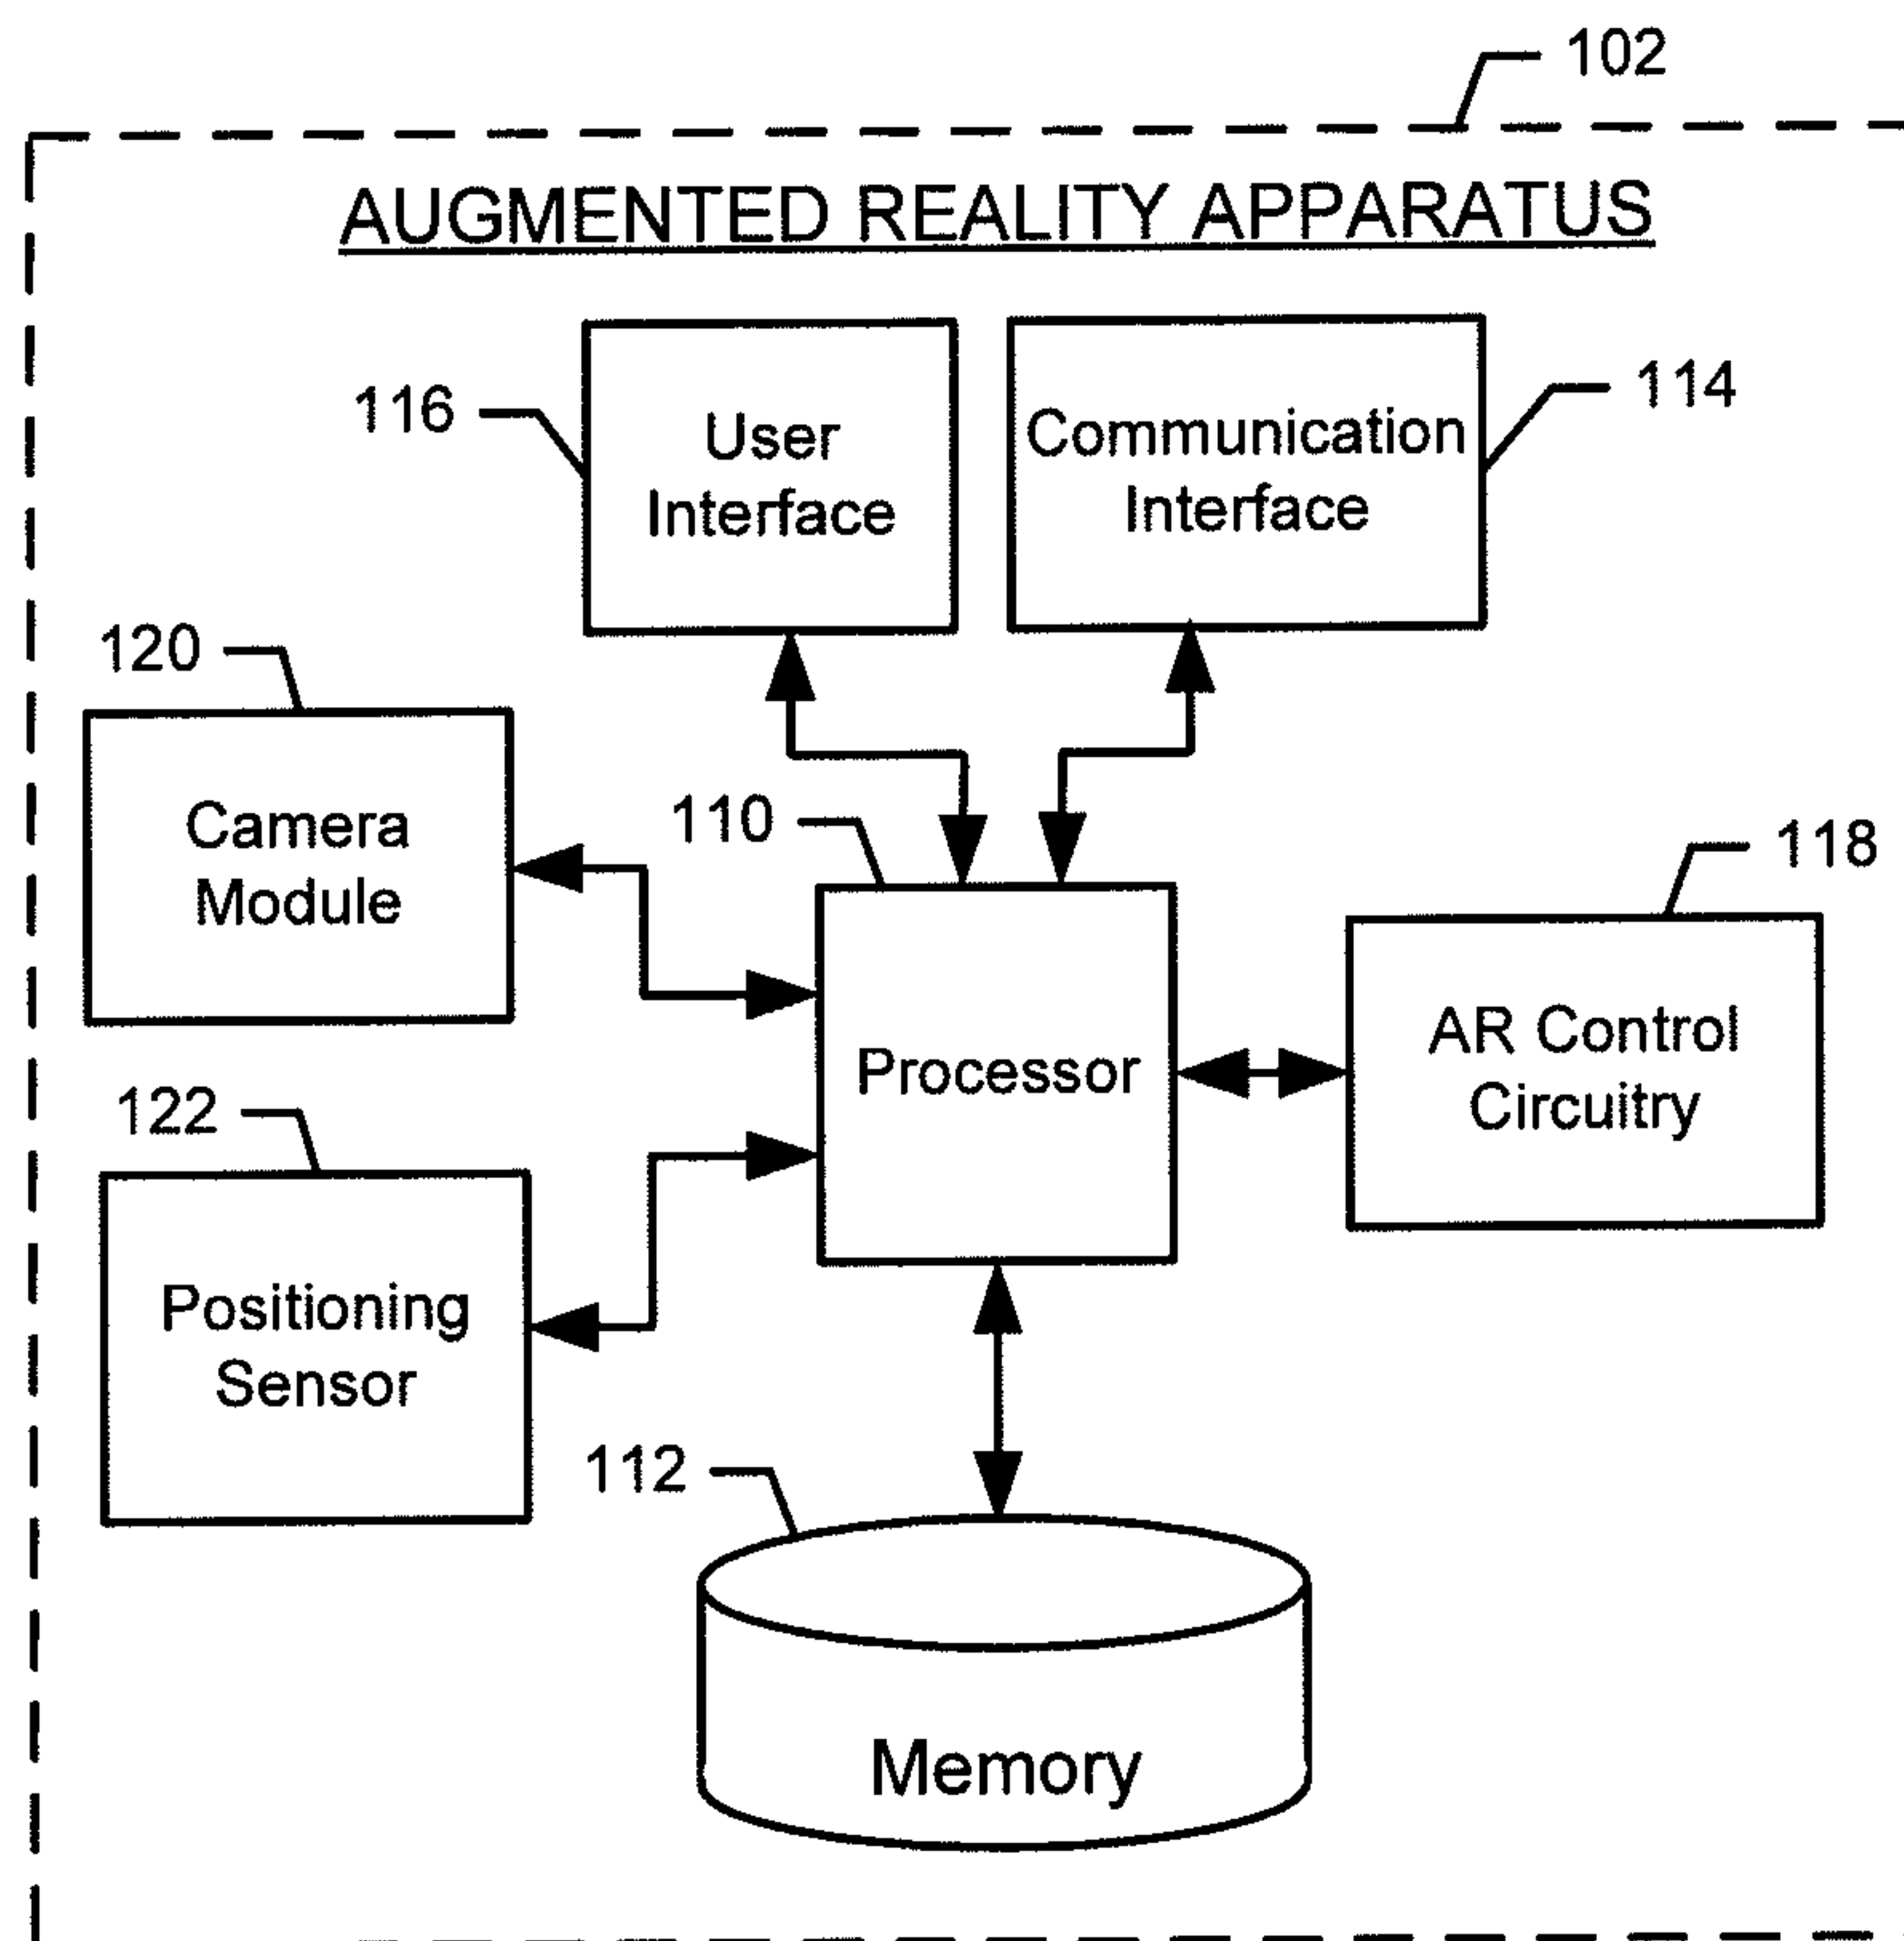 102
AUGMENTED REALITY APPARATUS
116
User
Interface
Communication
Interface
114
120
Camera
Module
110
Processor
118
AR Control
Circuitry
122
Positioning
Sensor
112
Memory